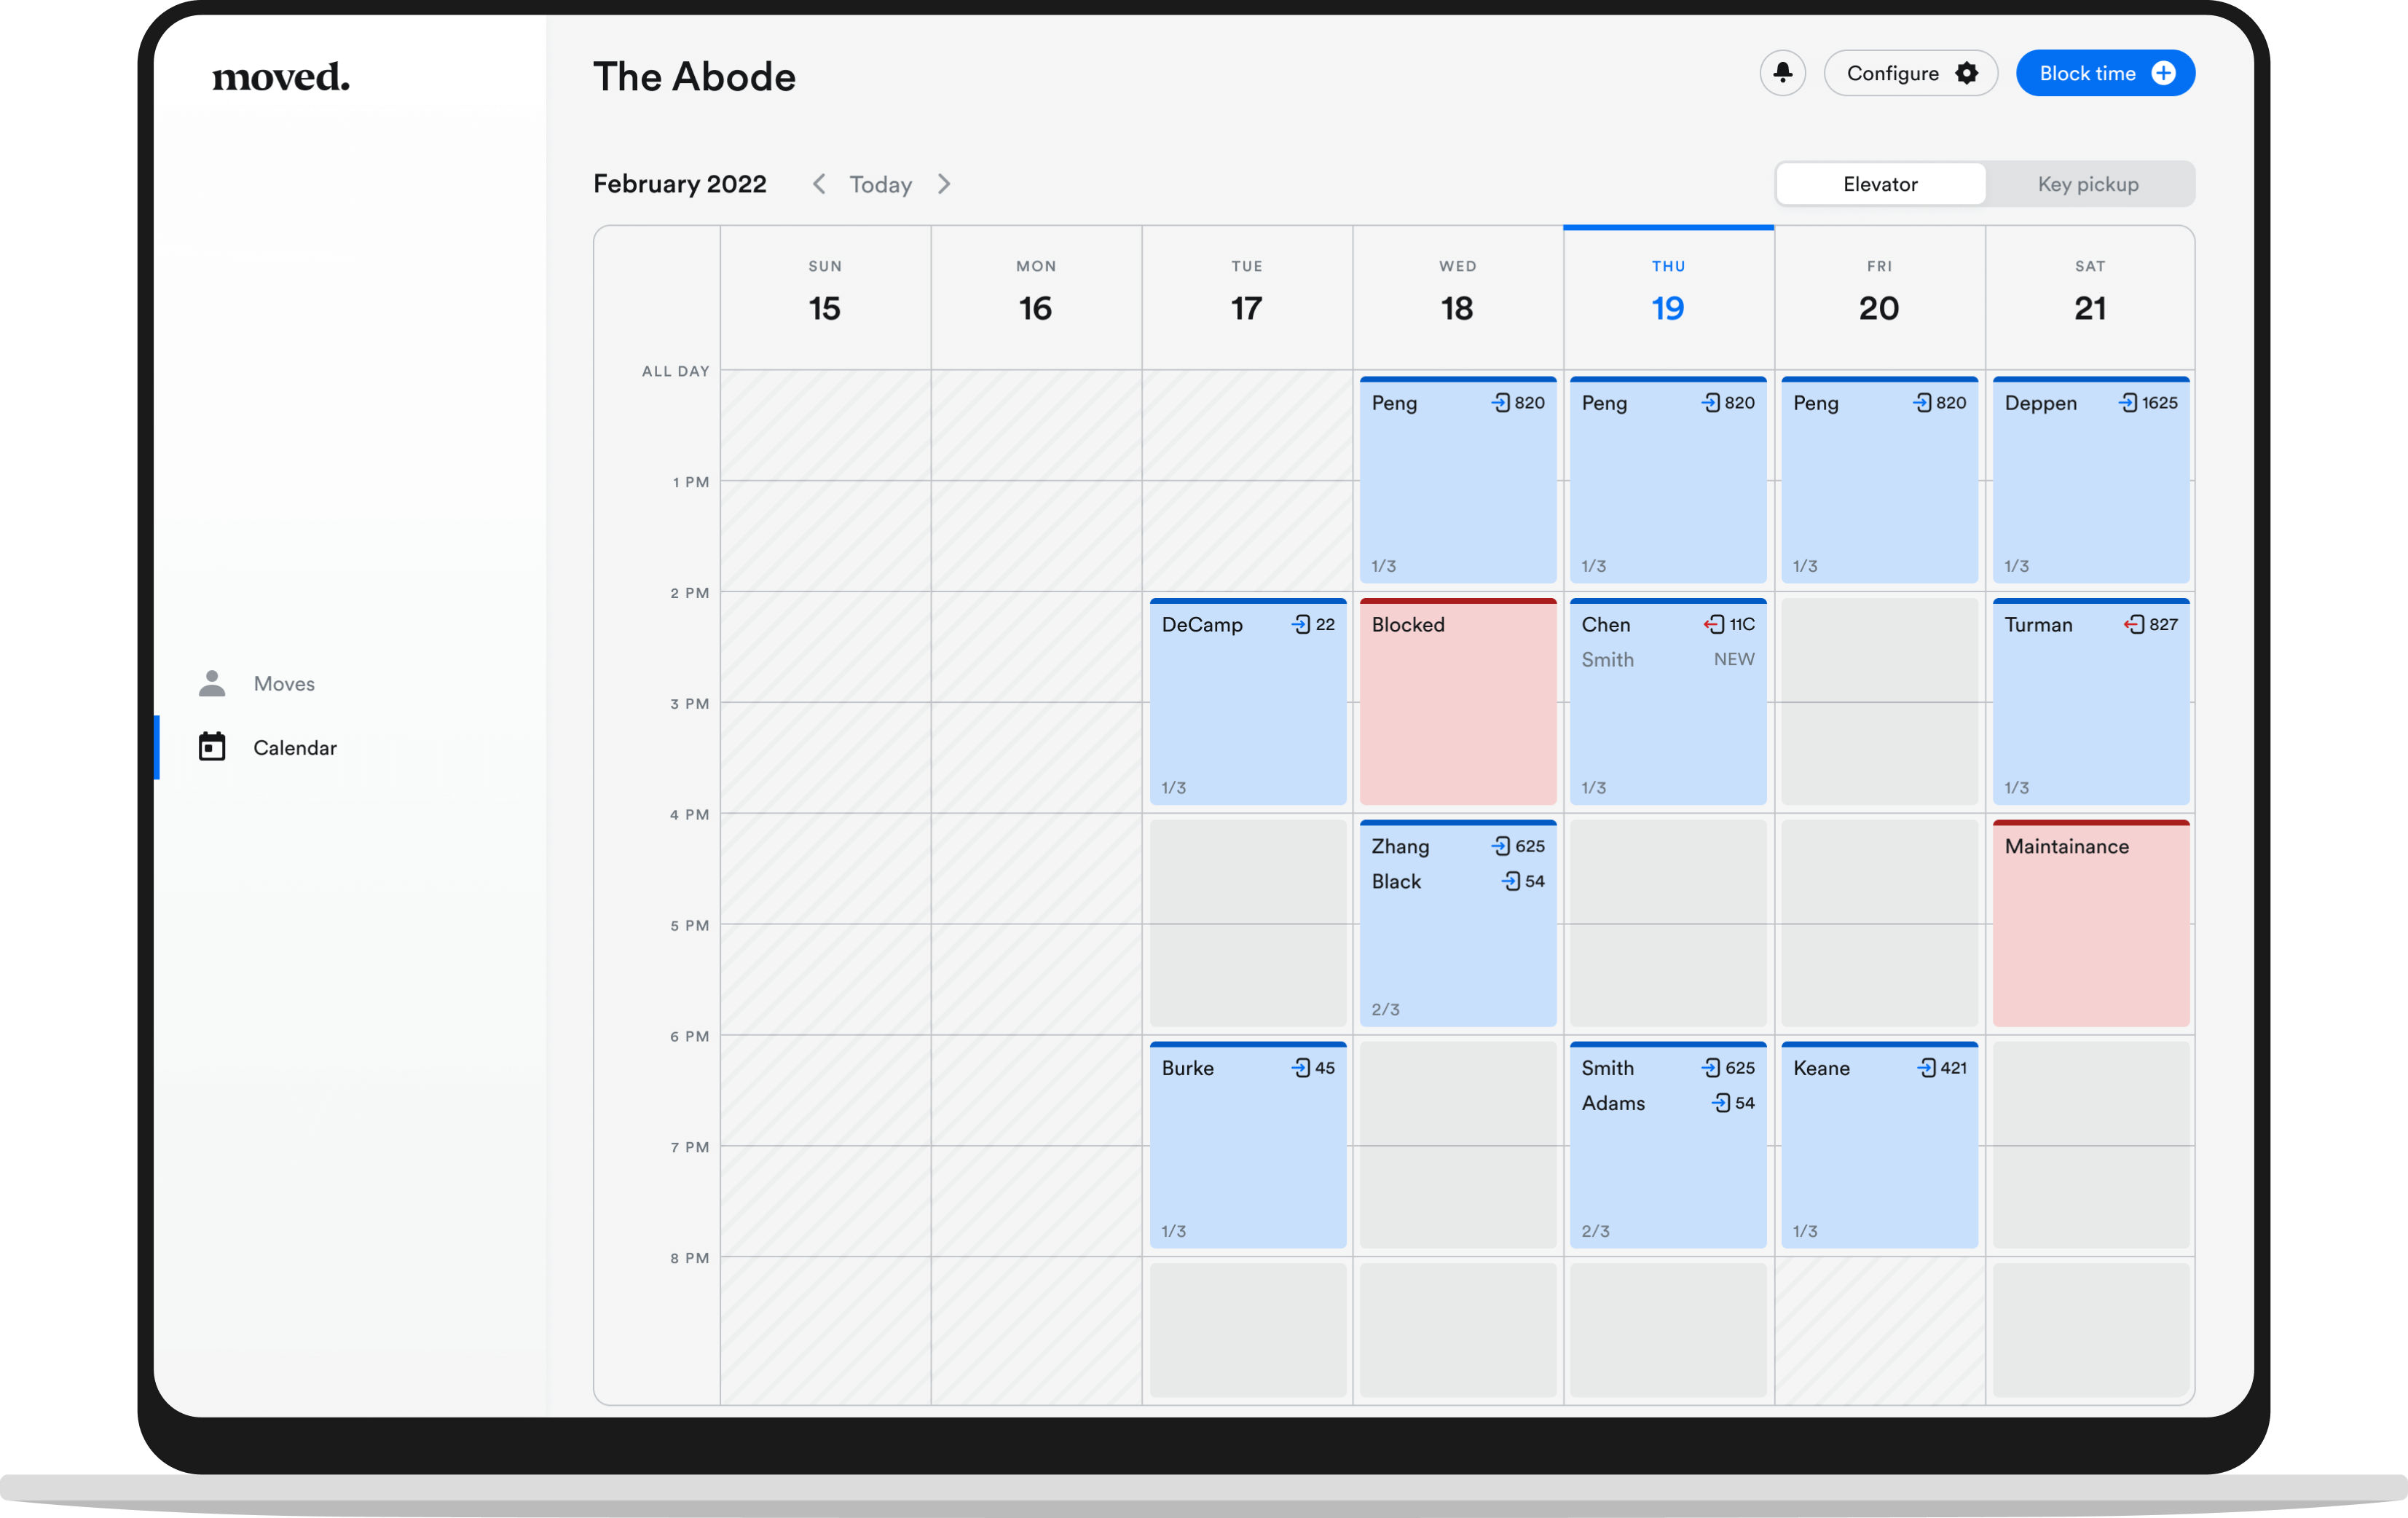 moved.
The Abode
Configure
Block time
February 2022
Today
Elevator
Key pickup
SUN MON TUE WED THU FRI SAT
15 16 17 18 19 20 21
Moves
Calendar
ALL DAY
Peng 820
Peng 820
Peng 820
Deppen 1625
1 PM
1/3
1/3
1/3
1/3
2 PM
DeCamp 22
Blocked
Chen 11C
Smith NEW
Turman 827
3 PM
1/3
1/3
1/3
4 PM
Zhang 625
Black 54
Maintainance
5 PM
2/3
6 PM
Burke 45
Smith 625
Adams 54
Keane 421
7 PM
1/3
2/3
1/3
8 PM